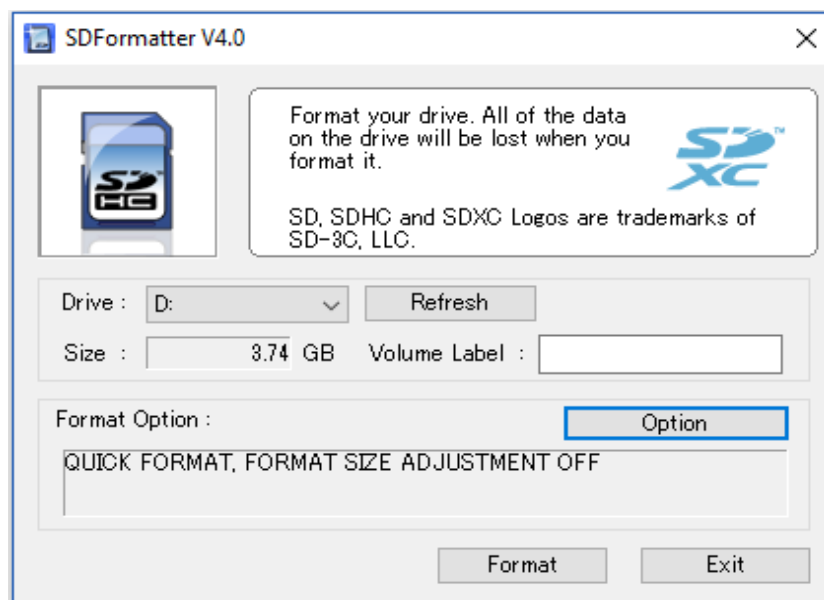 SDFormatter V4.0
Format your drive. All of the data
on the drive will be lost when you
format it.
SD, SDHC and SDXC Logos are trademarks of
SD-3C, LLC.
SD
HC
SD™
XC
Drive : D: Refresh
Size : 3.74 GB Volume Label :
Format Option :
Option
QUICK FORMAT, FORMAT SIZE ADJUSTMENT OFF
Format Exit